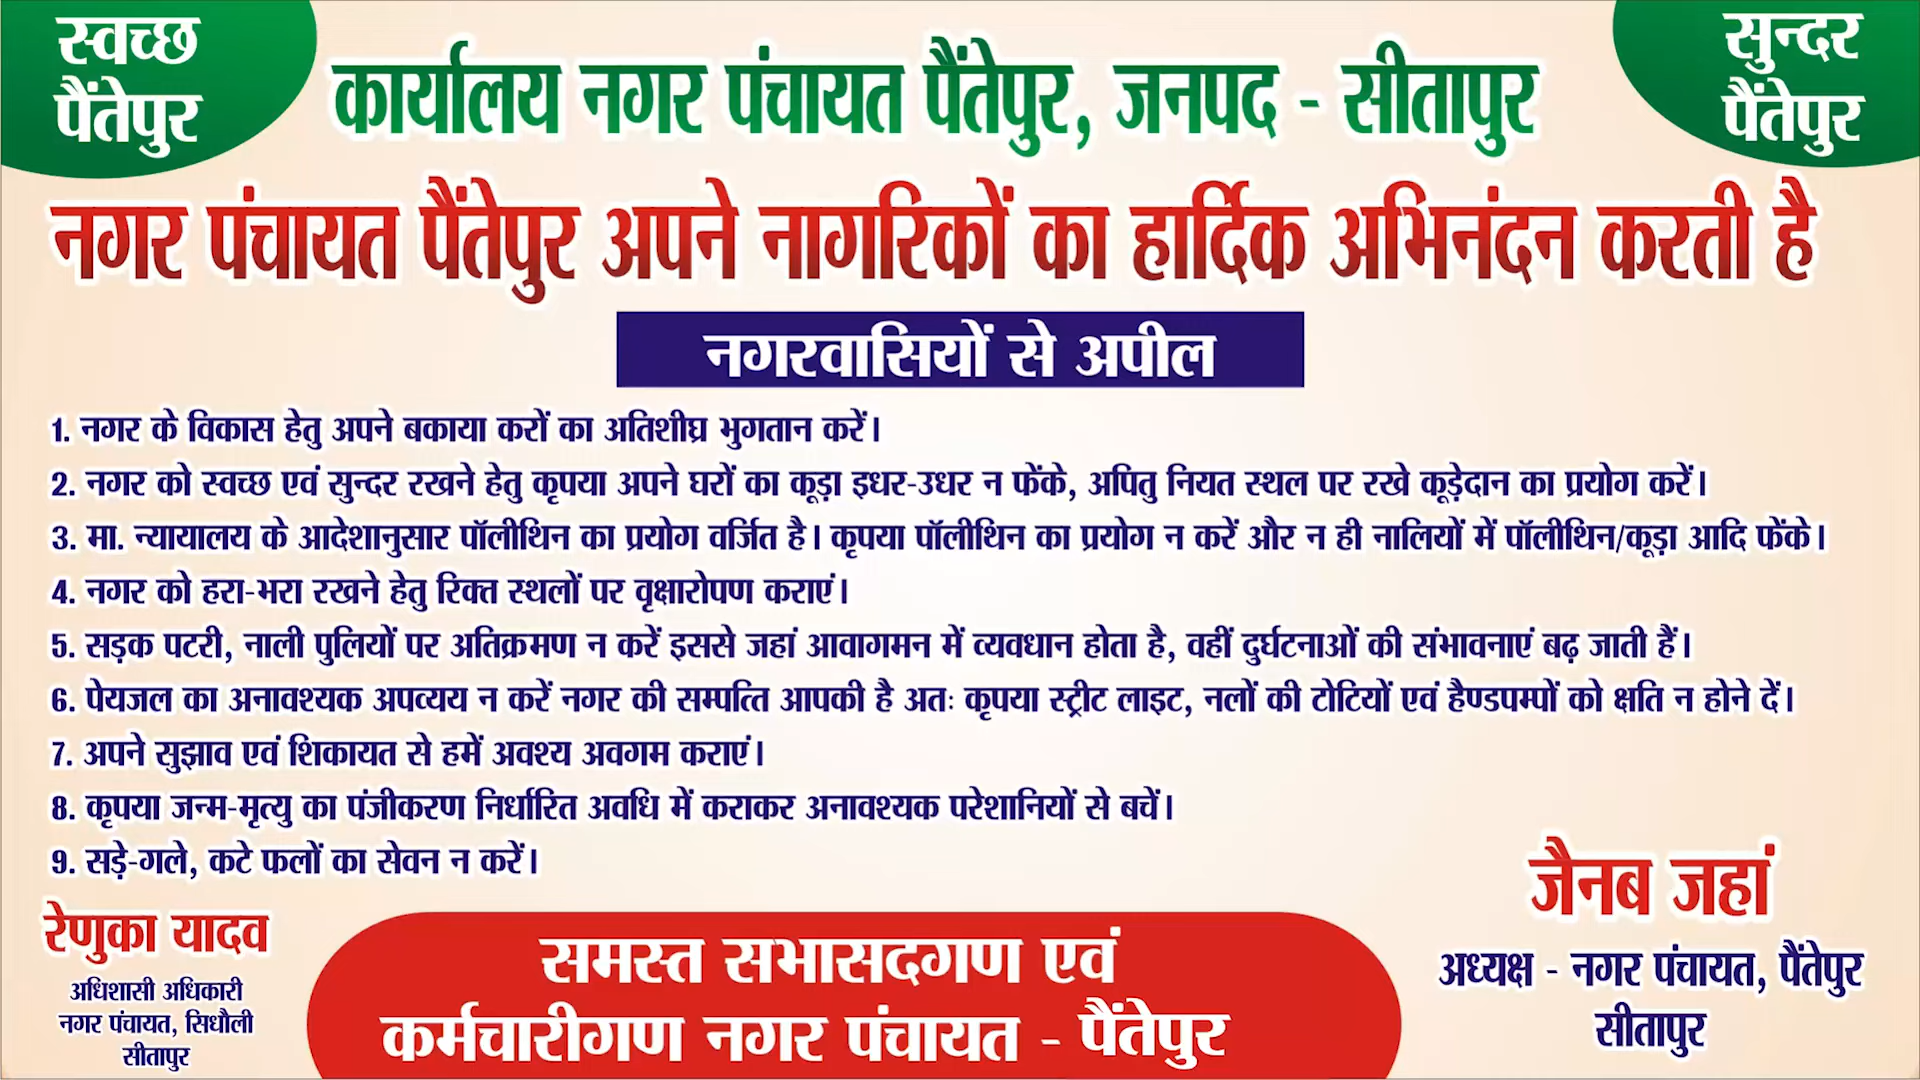 स्वच्छ
पैंतेपुर
सुन्दर
पैंतेपुर
कार्यालय नगर पंचायत पैंतेपुर, जनपद - सीतापुर
नगर पंचायत पैंतेपुर अपने नागरिकों का हार्दिक अभिनंदन करती है
नगरवासियों से अपील
1. नगर के विकास हेतु अपने बकाया करों का अतिशीघ्र भुगतान करें।
2. नगर को स्वच्छ एवं सुन्दर रखने हेतु कृपया अपने घरों का कूड़ा इधर-उधर न फेंके, अपितु नियत स्थल पर रखे कूड़ेदान का प्रयोग करें।
3. मा. न्यायालय के आदेशानुसार पॉलीथिन का प्रयोग वर्जित है। कृपया पॉलीथिन का प्रयोग न करें और न ही नालियों में पॉलीथिन/कूड़ा आदि फेंके।
4. नगर को हरा-भरा रखने हेतु रिक्त स्थलों पर वृक्षारोपण कराएं।
5. सड़क पटरी, नाली पुलियों पर अतिक्रमण न करें इससे जहां आवागमन में व्यवधान होता है, वहीं दुर्घटनाओं की संभावनाएं बढ़ जाती हैं।
6. पेयजल का अनावश्यक अपव्यय न करें नगर की सम्पत्ति आपकी है अतः कृपया स्ट्रीट लाइट, नलों की टोटियों एवं हैण्डपम्पों को क्षति न होने दें।
7. अपने सुझाव एवं शिकायत से हमें अवश्य अवगम कराएं।
8. कृपया जन्म-मृत्यु का पंजीकरण निर्धारित अवधि में कराकर अनावश्यक परेशानियों से बचें।
9. सड़े-गले, कटे फलों का सेवन न करें।
रेणुका यादव
अधिशासी अधिकारी
नगर पंचायत, सिधौली
सीतापुर
समस्त सभासदगण एवं
कर्मचारीगण नगर पंचायत - पैंतेपुर
जैनब जहां
अध्यक्ष - नगर पंचायत, पैंतेपुर
सीतापुर